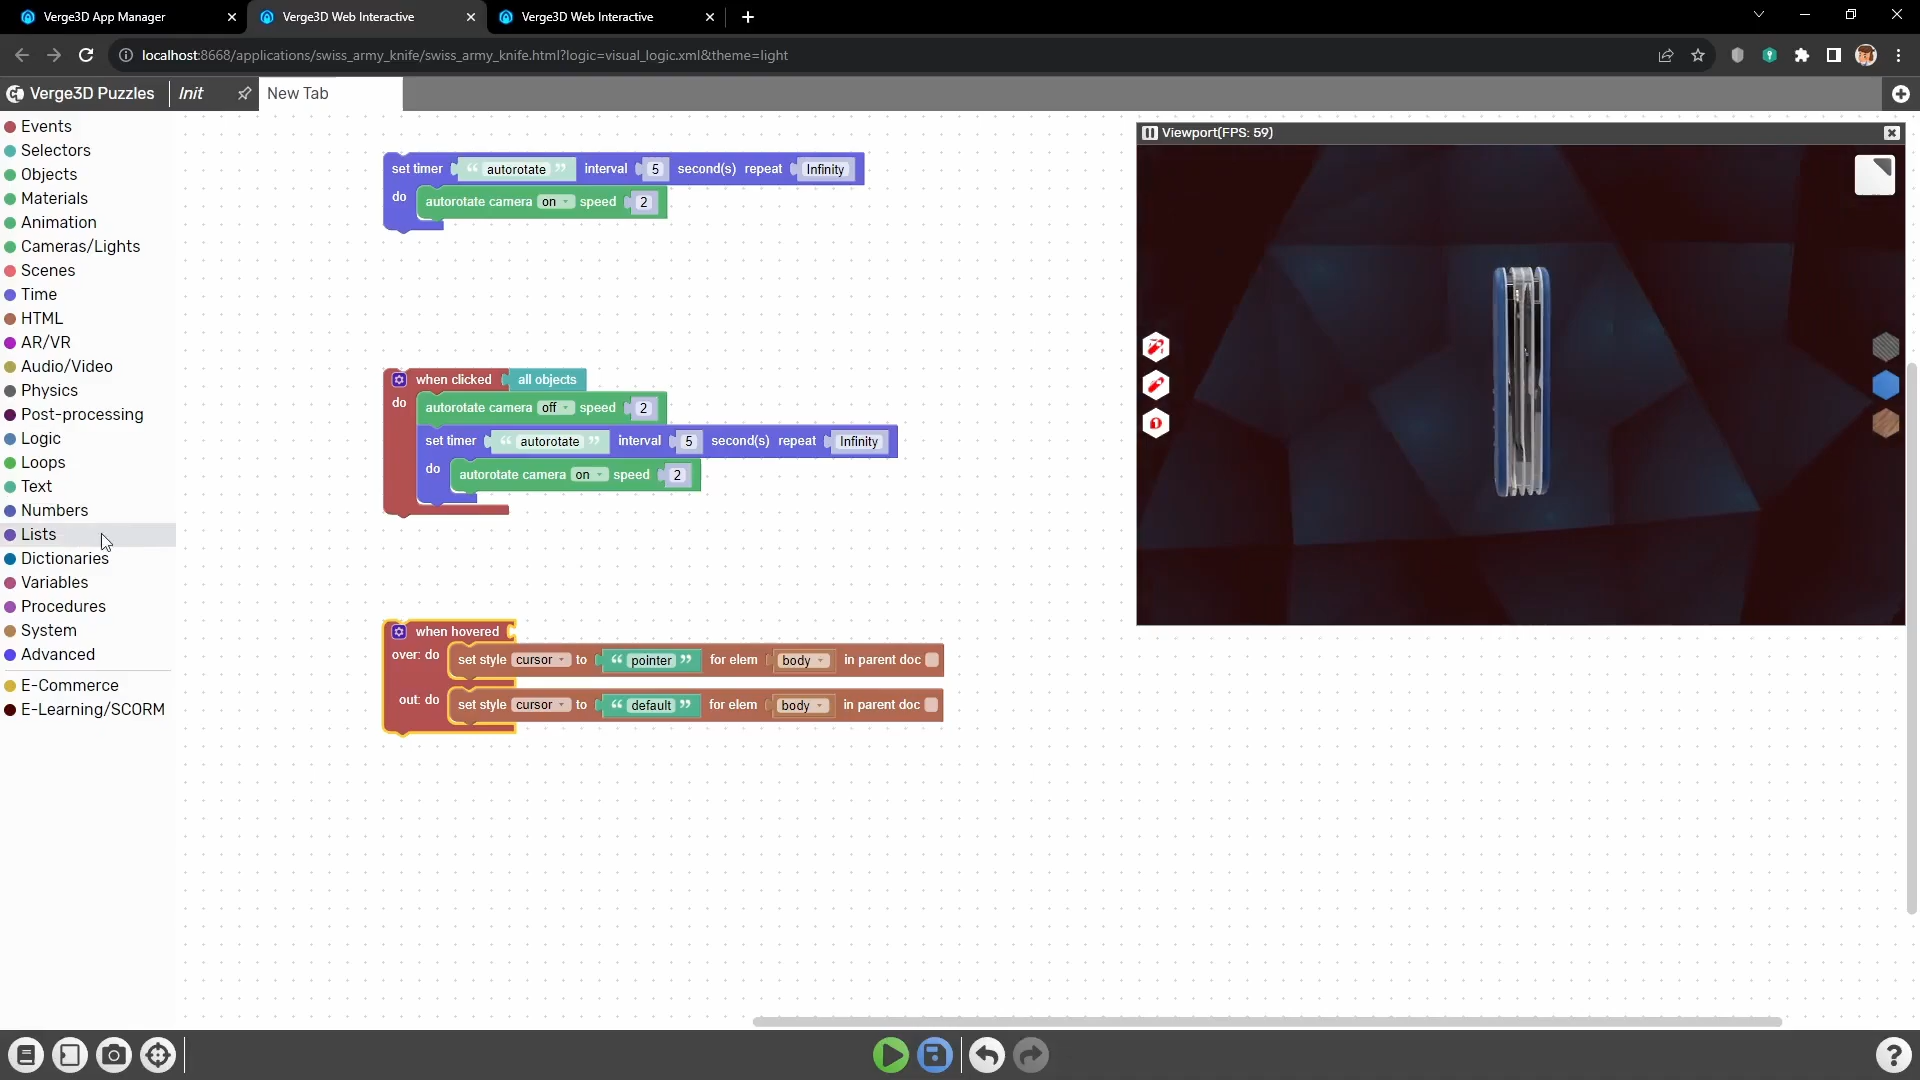 Verge3D App Manager
Verge3D Web Interactive
Verge3D Web Interactive
localhost:8668/applications/swiss_army_knife/swiss_army_knife.html?logic=visual_logic.xml&theme=light
Verge3D Puzzles
Init
New Tab
Events
Selectors
Objects
Materials
Animation
Cameras/Lights
Scenes
Time
HTML
AR/VR
Audio/Video
Physics
Post-processing
Logic
Loops
Text
Numbers
Lists
Dictionaries
Variables
Procedures
System
Advanced
E-Commerce
E-Learning/SCORM
set timer “ autorotate ” interval 5 second(s) repeat Infinity
do autorotate camera on speed 2
when clicked all objects
do autorotate camera off speed 2
set timer “ autorotate ” interval 5 second(s) repeat Infinity
do autorotate camera on speed 2
when hovered
over: do set style cursor to “ pointer ” for elem body in parent doc
out: do set style cursor to “ default ” for elem body in parent doc
Viewport(FPS: 59)
?